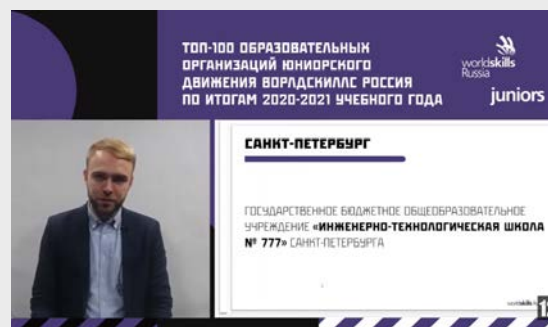 ТОП-100 ОБРАЗОВАТЕЛЬНЫХ
ОРГАНИЗАЦИЙ ЮНИОРСКОГО
ДВИЖЕНИЯ ВОРЛДСКИЛЛС РОССИЯ
ПО ИТОГАМ 2020-2021 УЧЕБНОГО ГОДА
worldskills
Russia
juniors
САНКТ-ПЕТЕРБУРГ
ГОСУДАРСТВЕННОЕ БЮДЖЕТНОЕ ОБЩЕОБРАЗОВАТЕЛЬНОЕ
УЧРЕЖДЕНИЕ «ИНЖЕНЕРНО-ТЕХНОЛОГИЧЕСКАЯ ШКОЛА
№ 777» САНКТ-ПЕТЕРБУРГА